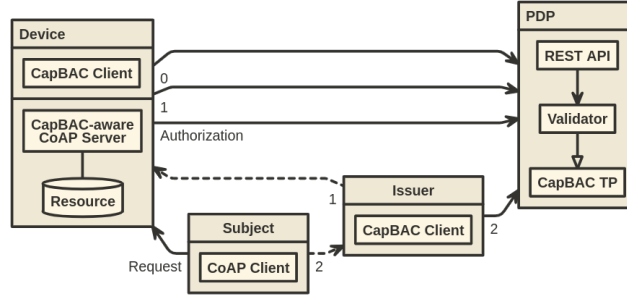 Device
CapBAC Client
CapBAC-aware
CoAP Server
Resource
0
1
Authorization
PDP
REST API
Validator
CapBAC TP
1
Issuer
CapBAC Client
2
Subject
CoAP Client
Request
2